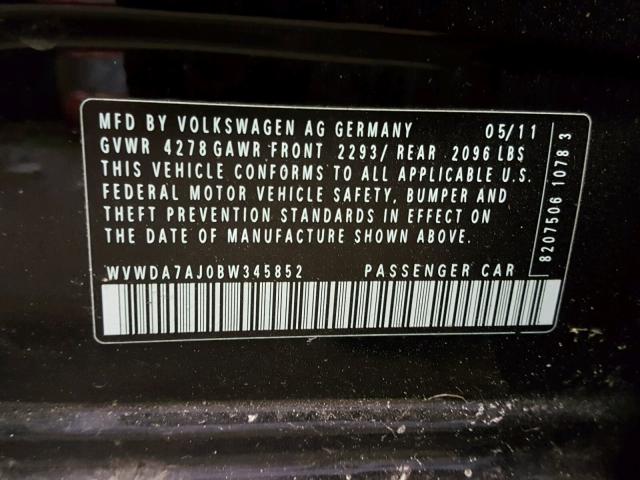 MFD BY VOLKSWAGEN AG GERMANY 05/11
GVWR 4278 GAWR FRONT 2293/ REAR 2096 LBS
THIS VEHICLE CONFORMS TO ALL APPLICABLE U.S.
FEDERAL MOTOR VEHICLE SAFETY, BUMPER AND
THEFT PREVENTION STANDARDS IN EFFECT ON
THE DATE OF MANUFACTURE SHOWN ABOVE.
WVWDA7AJ0BW345852 PASSENGER CAR
8207506 1078 3